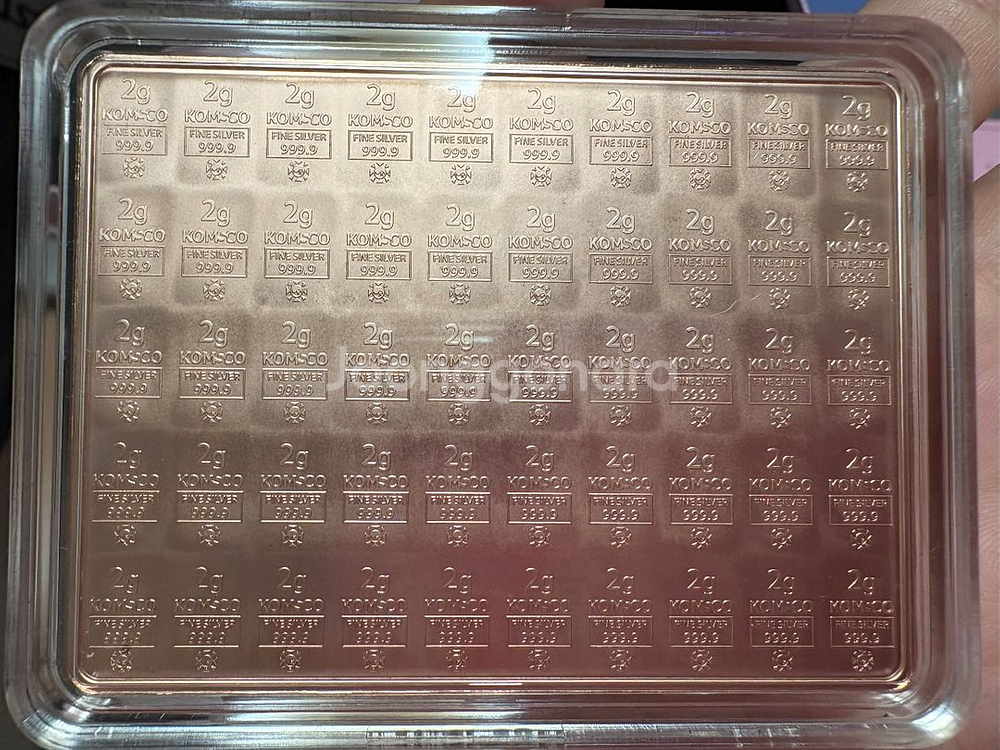 2g 2g 2g 2g 2g 2g 2g 2g 2g 2g
KOMSCO KOMSCO KOMSCO KOMSCO KOMSCO KOMSCO KOMSCO KOMSCO KOMSCO KOMSCO
FINE SILVER FINE SILVER FINE SILVER FINE SILVER FINE SILVER FINE SILVER FINE SILVER FINE SILVER FINE SILVER FINE SILVER
999.9 999.9 999.9 999.9 999.9 999.9 999.9 999.9 999.9 999.9
2g 2g 2g 2g 2g 2g 2g 2g 2g 2g
KOMSCO KOMSCO KOMSCO KOMSCO KOMSCO KOMSCO KOMSCO KOMSCO KOMSCO KOMSCO
FINE SILVER FINE SILVER FINE SILVER FINE SILVER FINE SILVER FINE SILVER FINE SILVER FINE SILVER FINE SILVER FINE SILVER
999.9 999.9 999.9 999.9 999.9 999.9 999.9 999.9 999.9 999.9
2g 2g 2g 2g 2g 2g 2g 2g 2g 2g
KOMSCO KOMSCO KOMSCO KOMSCO KOMSCO KOMSCO KOMSCO KOMSCO KOMSCO KOMSCO
Joonggonara
FINE SILVER FINE SILVER FINE SILVER FINE SILVER FINE SILVER FINE SILVER FINE SILVER FINE SILVER FINE SILVER FINE SILVER
999.9 999.9 999.9 999.9 999.9 999.9 999.9 999.9 999.9 999.9
2g 2g 2g 2g 2g 2g 2g 2g 2g 2g
KOMSCO KOMSCO KOMSCO KOMSCO KOMSCO KOMSCO KOMSCO KOMSCO KOMSCO KOMSCO
FINE SILVER FINE SILVER FINE SILVER FINE SILVER FINE SILVER FINE SILVER FINE SILVER FINE SILVER FINE SILVER FINE SILVER
999.9 999.9 999.9 999.9 999.9 999.9 999.9 999.9 999.9 999.9
2g 2g 2g 2g 2g 2g 2g 2g 2g 2g
KOMSCO KOMSCO KOMSCO KOMSCO KOMSCO KOMSCO KOMSCO KOMSCO KOMSCO KOMSCO
FINE SILVER FINE SILVER FINE SILVER FINE SILVER FINE SILVER FINE SILVER FINE SILVER FINE SILVER FINE SILVER FINE SILVER
999.9 999.9 999.9 999.9 999.9 999.9 999.9 999.9 999.9 999.9